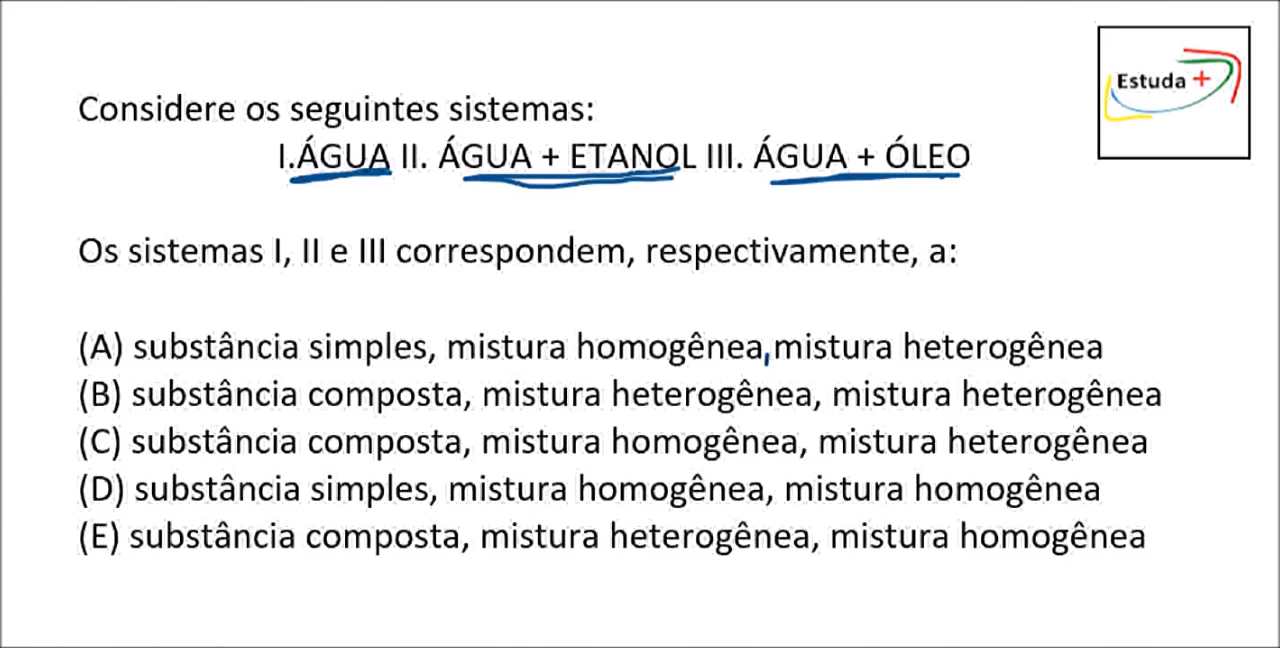 Estuda +
Considere os seguintes sistemas:
I.ÁGUA II. ÁGUA + ETANOL III. ÁGUA + ÓLEO
Os sistemas I, II e III correspondem, respectivamente, a:
(A) substância simples, mistura homogênea,mistura heterogênea
(B) substância composta, mistura heterogênea, mistura heterogênea
(C) substância composta, mistura homogênea, mistura heterogênea
(D) substância simples, mistura homogênea, mistura homogênea
(E) substância composta, mistura heterogênea, mistura homogênea